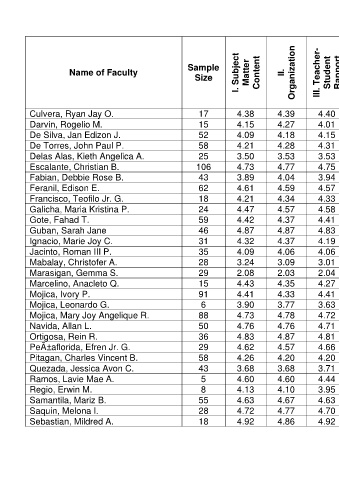 Name of Faculty Sample Size I. Subject Matter Content II. Organization III. Teacher-Student Rapport
Culvera, Ryan Jay O. 17 4.38 4.39 4.40
Darvin, Rogelio M. 15 4.15 4.27 4.01
De Silva, Jan Edizon J. 52 4.09 4.18 4.15
De Torres, John Paul P. 58 4.21 4.28 4.31
Delas Alas, Kieth Angelica A. 25 3.50 3.53 3.53
Escalante, Christian B. 106 4.73 4.77 4.75
Fabian, Debbie Rose B. 43 3.89 4.04 3.94
Feranil, Edison E. 62 4.61 4.59 4.57
Francisco, Teofilo Jr. G. 18 4.21 4.34 4.33
Galicha, Maria Kristina P. 24 4.47 4.57 4.58
Gote, Fahad T. 59 4.42 4.37 4.41
Guban, Sarah Jane 46 4.87 4.87 4.83
Ignacio, Marie Joy C. 31 4.32 4.37 4.19
Jacinto, Roman III P. 35 4.09 4.06 4.06
Mabalay, Christofer A. 28 3.24 3.09 3.01
Marasigan, Gemma S. 29 2.08 2.03 2.04
Marcelino, Anacleto Q. 15 4.43 4.35 4.27
Mojica, Ivory P. 91 4.41 4.33 4.41
Mojica, Leonardo G. 6 3.90 3.77 3.63
Mojica, Mary Joy Angelique R. 88 4.73 4.78 4.72
Navida, Allan L. 50 4.76 4.76 4.71
Ortigosa, Rein R. 36 4.83 4.87 4.81
PeÃ±aflorida, Efren Jr. G. 29 4.62 4.57 4.66
Pitagan, Charles Vincent B. 58 4.26 4.20 4.20
Quezada, Jessica Avon C. 43 3.68 3.68 3.71
Ramos, Lavie Mae A. 5 4.60 4.60 4.44
Regio, Erwin M. 8 4.13 4.10 3.95
Samantila, Mariz B. 55 4.63 4.67 4.63
Saquin, Melona I. 28 4.72 4.77 4.70
Sebastian, Mildred A. 18 4.92 4.86 4.92